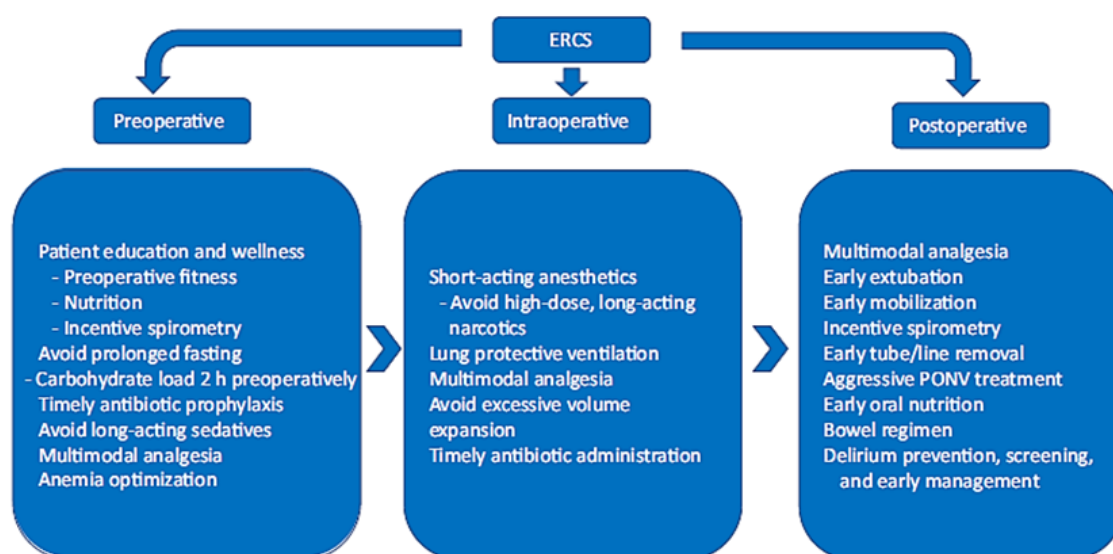 ERCS
Preoperative
Intraoperative
Postoperative
Patient education and wellness
- Preoperative fitness
- Nutrition
- Incentive spirometry
Avoid prolonged fasting
- Carbohydrate load 2 h preoperatively
Timely antibiotic prophylaxis
Avoid long-acting sedatives
Multimodal analgesia
Anemia optimization
Short-acting anesthetics
- Avoid high-dose, long-acting
narcotics
Lung protective ventilation
Multimodal analgesia
Avoid excessive volume
expansion
Timely antibiotic administration
Multimodal analgesia
Early extubation
Early mobilization
Incentive spirometry
Early tube/line removal
Aggressive PONV treatment
Early oral nutrition
Bowel regimen
Delirium prevention, screening,
and early management